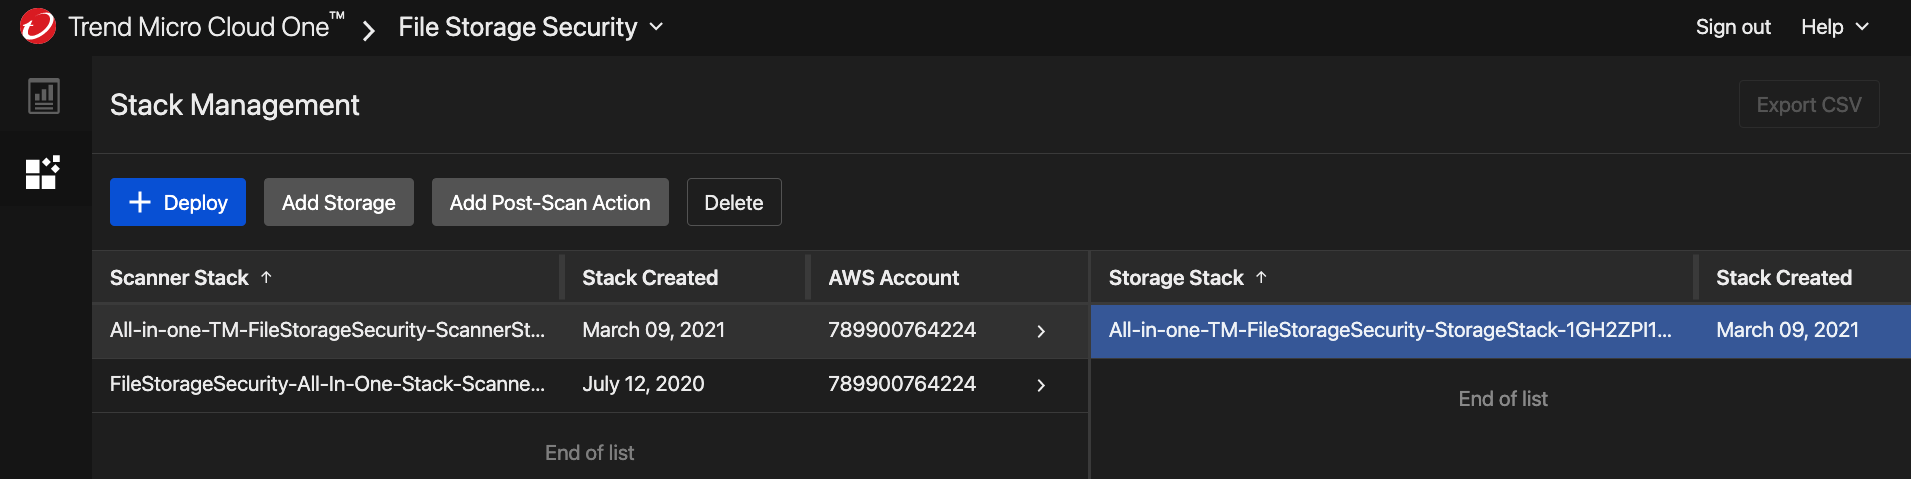 Trend Micro Cloud One™ > File Storage Security Sign out Help
Stack Management Export CSV
+ Deploy Add Storage Add Post-Scan Action Delete
Scanner Stack ↑ Stack Created AWS Account Storage Stack ↑ Stack Created
All-in-one-TM-FileStorageSecurity-ScannerSt... March 09, 2021 789900764224 > All-in-one-TM-FileStorageSecurity-StorageStack-1GH2ZPI1... March 09, 2021
FileStorageSecurity-All-In-One-Stack-Scanne... July 12, 2020 789900764224 >
End of list
End of list